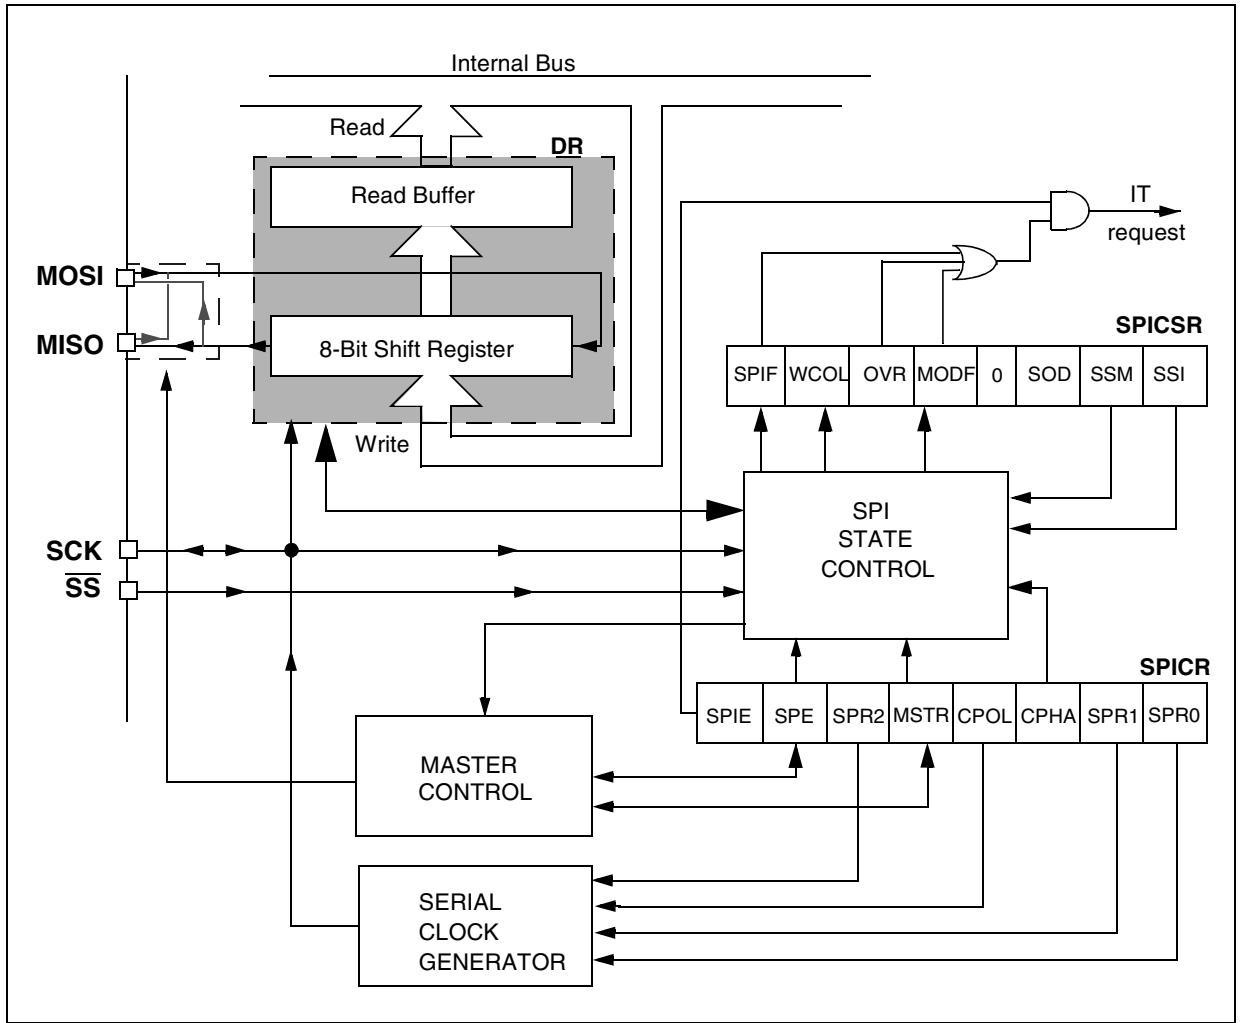 Internal Bus
Read
DR
Read Buffer
IT
request
MOSI
MISO
8-Bit Shift Register
SPICSR
SPIF WCOL OVR MODF 0 SOD SSM SSI
Write
SPI
STATE
CONTROL
SCK
SS
SPICR
SPIE SPE SPR2 MSTR CPOL CPHA SPR1 SPR0
MASTER
CONTROL
SERIAL
CLOCK
GENERATOR